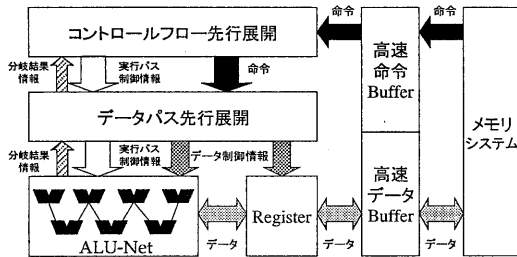 コントロールフロー先行展開
命令
高速
命令
Buffer
命令
メモリ
システム
分岐結果
情報
実行パス
制御情報
命令
データパス先行展開
分岐結果
情報
実行パス
制御情報
データ制御情報
高速
データ
Buffer
ALU-Net
データ
Register
データ
データ